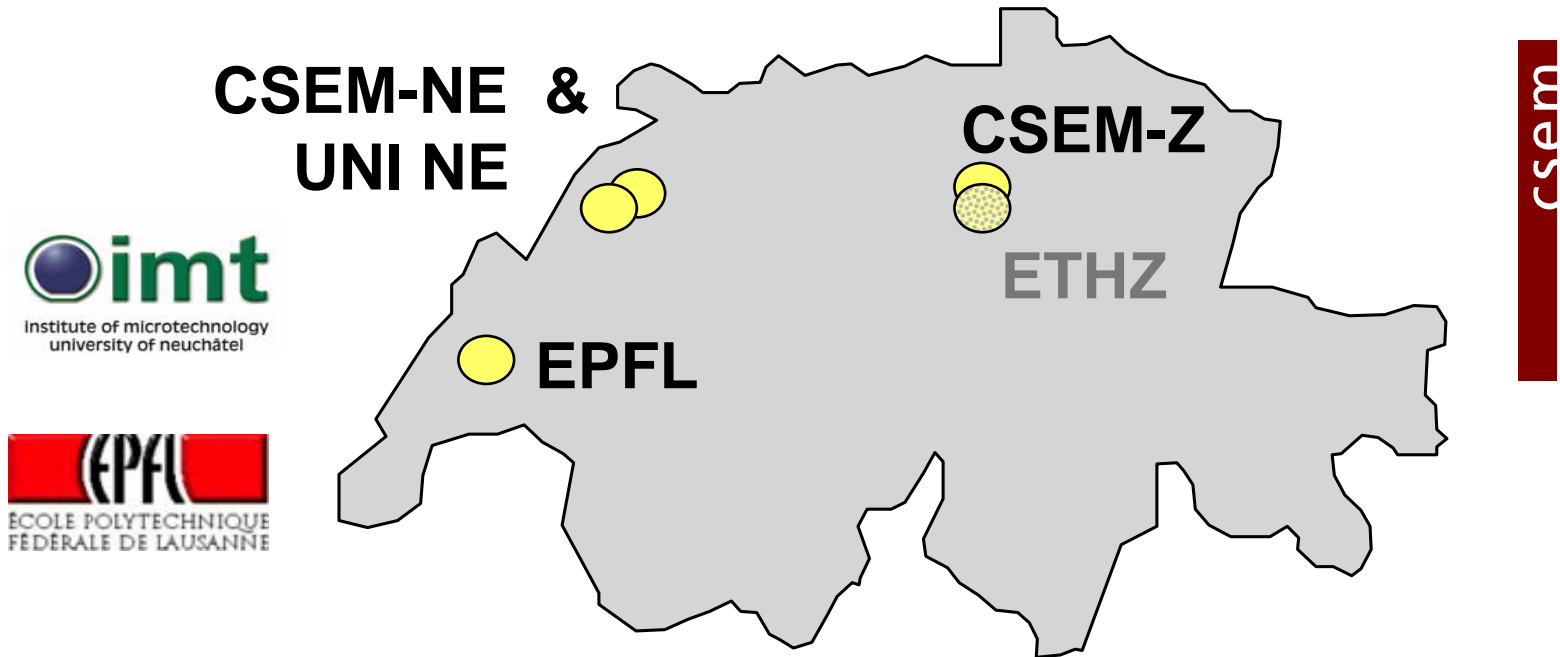 CSEM-NE &
UNI NE
CSEM-Z
ETHZ
EPFL
imt
institute of microtechnology
university of neuchâtel
EPFL
ÉCOLE POLYTECHNIQUE
FÉDÉRALE DE LAUSANNE
csem